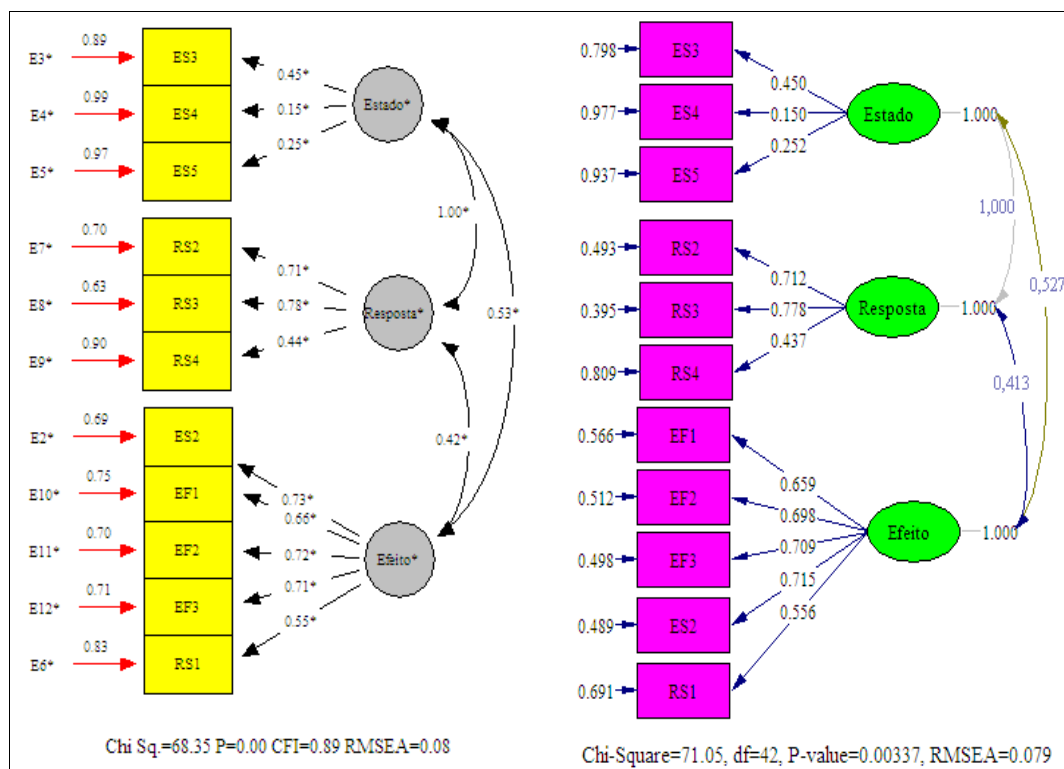 0.89
E3*
ES3
0.45*
0.99
E4*
ES4
0.15*
Estado*
0.97
E5*
ES5
0.25*
1.00*
0.70
E7*
RS2
0.71*
0.63
E8*
RS3
0.78*
Resposta*
0.53*
0.90
E9*
RS4
0.44*
0.42*
0.69
E2*
ES2
0.73*
0.75
E10*
EF1
0.66*
0.70
E11*
EF2
0.72*
Efeito*
0.71
E12*
EF3
0.71*
0.83
E6*
RS1
0.55*
Chi Sq.=68.35 P=0.00 CFI=0.89 RMSEA=0.08
0.798
ES3
0.450
0.977
ES4
0.150
Estado
1.000
0.937
ES5
0.252
1,000
0.493
RS2
0.712
0,527
0.395
RS3
0.778
Resposta
1.000
0.809
RS4
0.437
0,413
0.566
EF1
0.659
0.512
EF2
0.698
0.498
EF3
0.709
Efeito
1.000
0.489
ES2
0.715
0.691
RS1
0.556
Chi-Square=71.05, df=42, P-value=0.00337, RMSEA=0.079